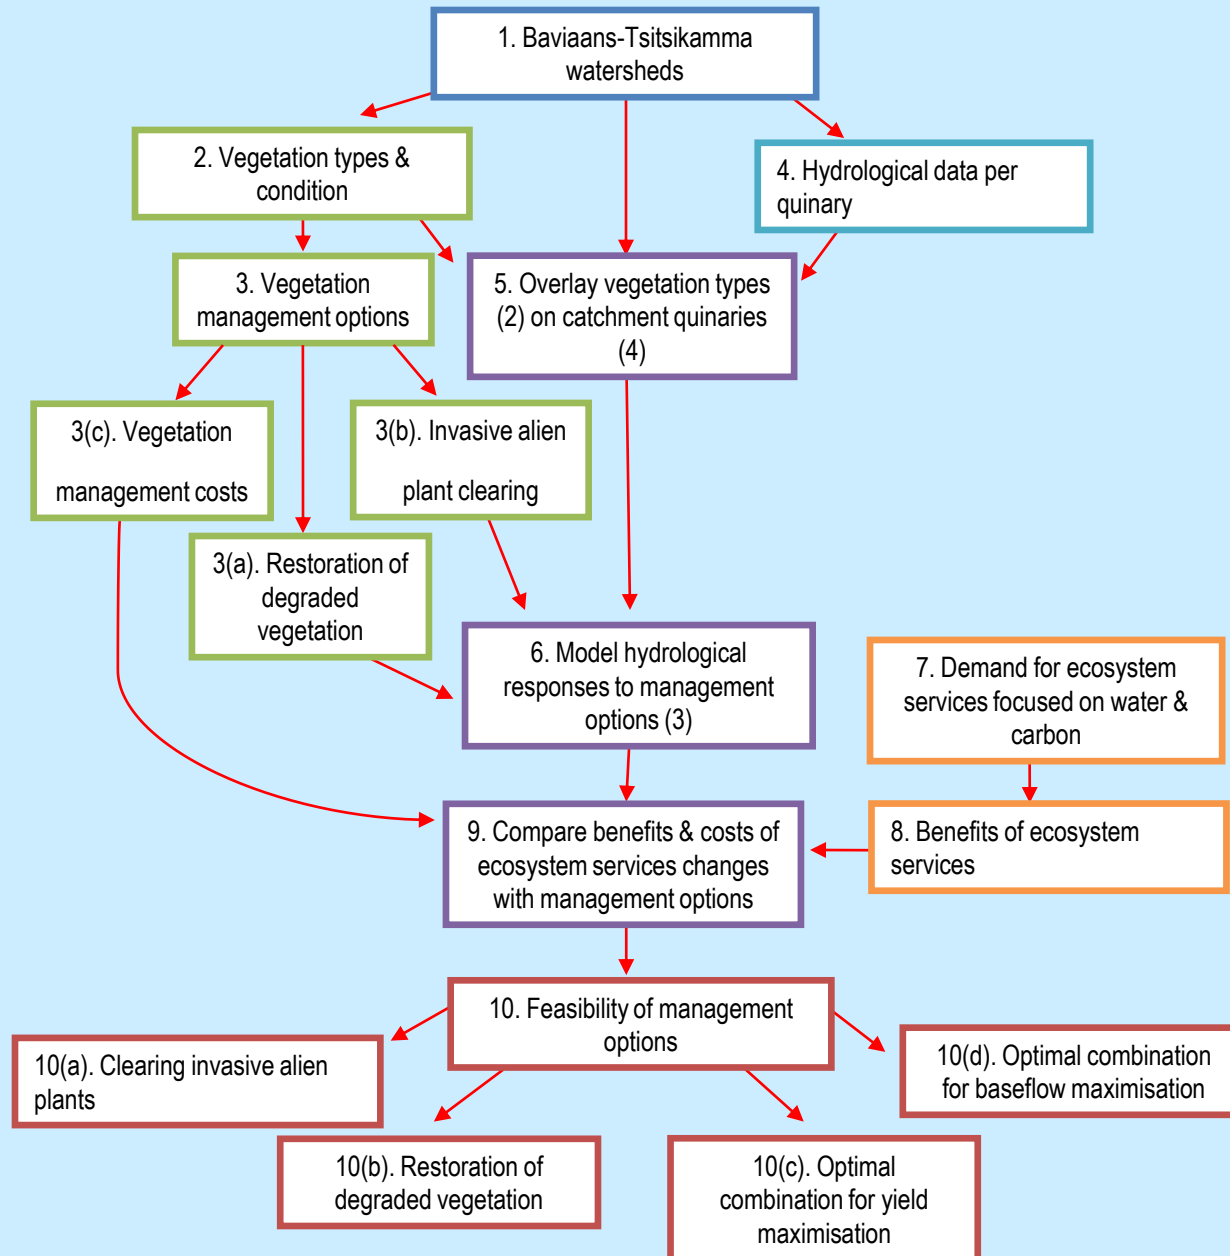 1. Baviaans-Tsitsikamma
watersheds
2. Vegetation types &
condition
4. Hydrological data per
quinary
3. Vegetation
management options
5. Overlay vegetation types
(2) on catchment quinaries
(4)
3(c). Vegetation
management costs
3(b). Invasive alien
plant clearing
3(a). Restoration of
degraded
vegetation
6. Model hydrological
responses to management
options (3)
7. Demand for ecosystem
services focused on water &
carbon
9. Compare benefits & costs of
ecosystem services changes
with management options
8. Benefits of ecosystem
services
10. Feasibility of management
options
10(a). Clearing invasive alien
plants
10(d). Optimal combination
for baseflow maximisation
10(b). Restoration of
degraded vegetation
10(c). Optimal
combination for yield
maximisation